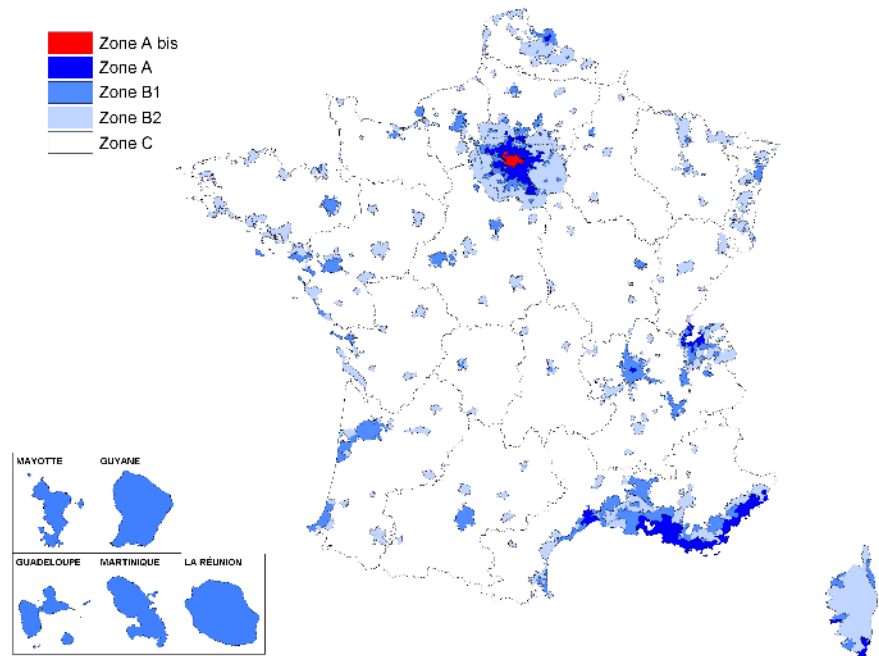 Zone A bis
Zone A
Zone B1
Zone B2
Zone C
MAYOTTE
GUYANE
GUADELOUPE
MARTINIQUE
LA RÉUNION